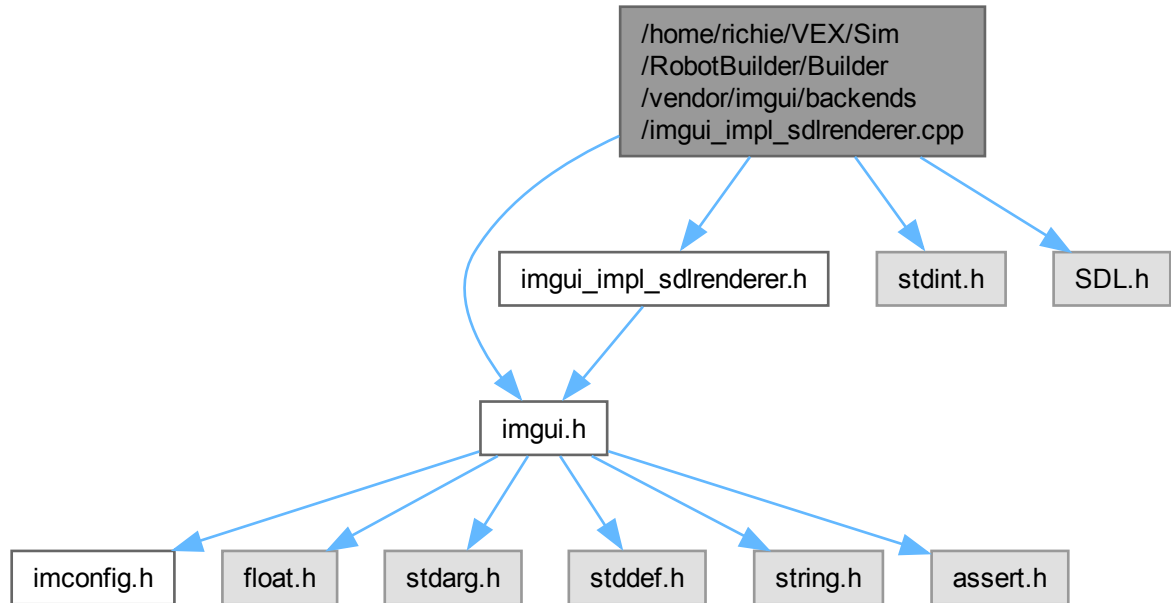 /home/richie/VEX/Sim
/RobotBuilder/Builder
/vendor/imgui/backends
/imgui_impl_sdlrenderer.cpp
imgui_impl_sdlrenderer.h
stdint.h
SDL.h
imgui.h
imconfig.h
float.h
stdarg.h
stddef.h
string.h
assert.h